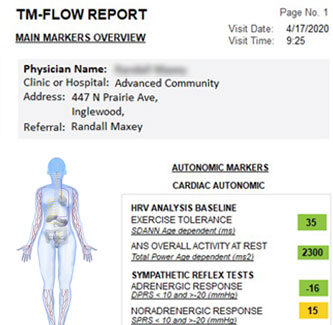 TM-FLOW REPORT
Page No. 1
MAIN MARKERS OVERVIEW
Visit Date: 4/17/2020
Visit Time: 9:25
Physician Name:
Clinic or Hospital: Advanced Community
Address: 447 N Prairie Ave,
Inglewood,
Referral: Randall Maxey
AUTONOMIC MARKERS
CARDIAC AUTONOMIC
HRV ANALYSIS BASELINE
EXERCISE TOLERANCE 35
SDANN Age dependent (ms)
ANS OVERALL ACTIVITY AT REST 2300
Total Power Age dependent (ms2)
SYMPATHETIC REFLEX TESTS
ADRENERGIC RESPONSE -16
DPRS < 10 and >-20 (mmHg)
NORADRENERGIC RESPONSE 15
SPRS < 10 and >-20 (mmHg)